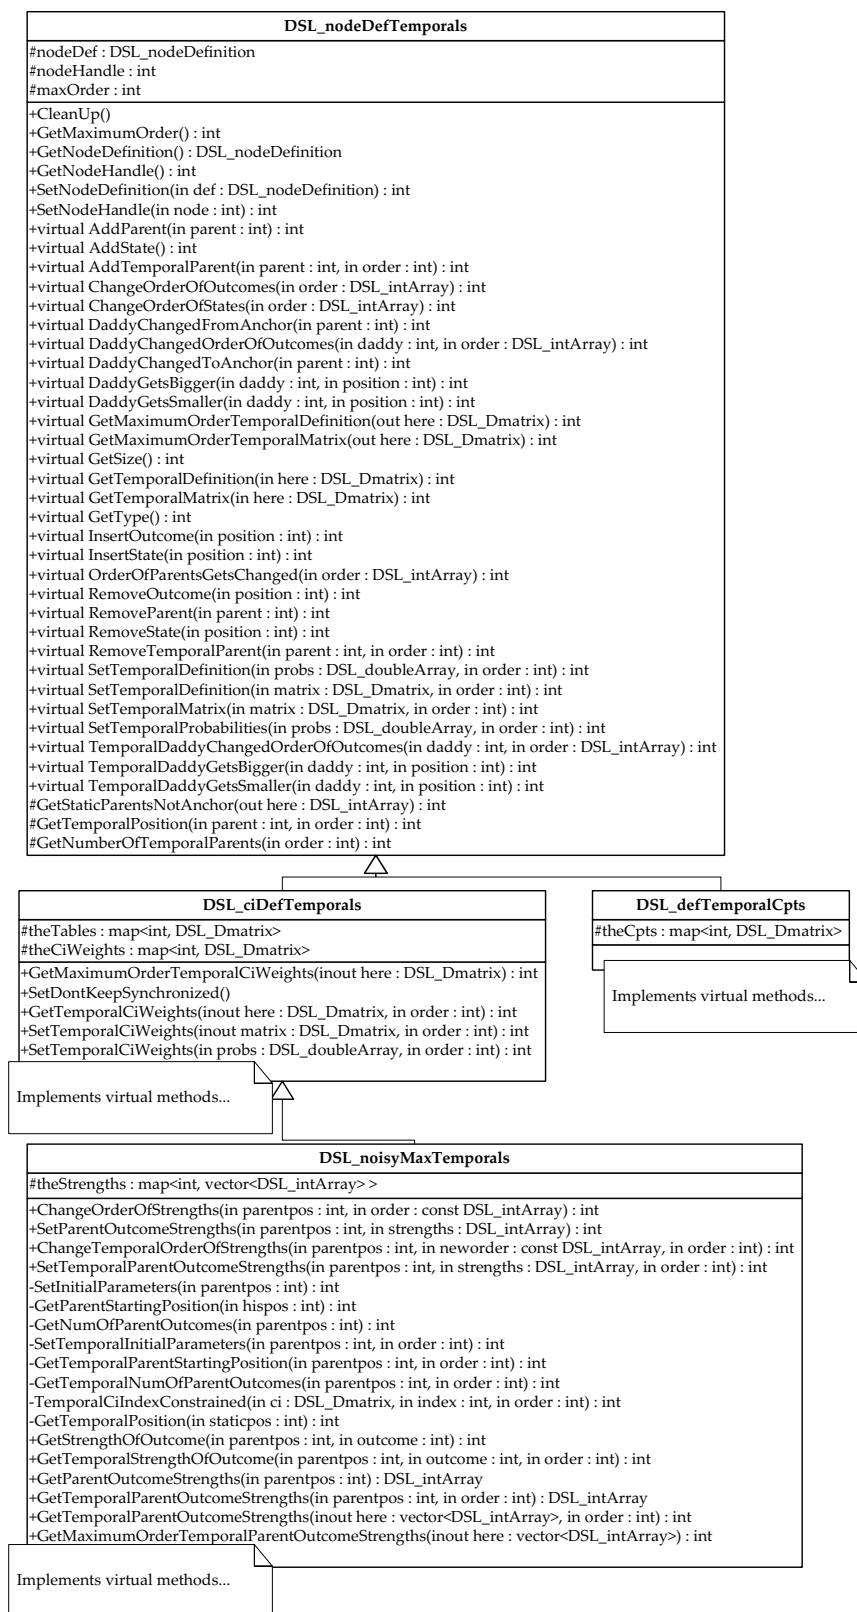 DSL_nodeDefTemporals
#nodeDef : DSL_nodeDefinition
#nodeHandle : int
#maxOrder : int
+CleanUp()
+GetMaximumOrder() : int
+GetNodeDefinition() : DSL_nodeDefinition
+GetNodeHandle() : int
+SetNodeDefinition(in def : DSL_nodeDefinition) : int
+SetNodeHandle(in node : int) : int
+virtual AddParent(in parent : int) : int
+virtual AddState() : int
+virtual AddTemporalParent(in parent : int, in order : int) : int
+virtual ChangeOrderOfOutcomes(in order : DSL_intArray) : int
+virtual ChangeOrderOfStates(in order : DSL_intArray) : int
+virtual DaddyChangedFromAnchor(in parent : int) : int
+virtual DaddyChangedOrderOfOutcomes(in daddy : int, in order : DSL_intArray) : int
+virtual DaddyChangedToAnchor(in parent : int) : int
+virtual DaddyGetsBigger(in daddy : int, in position : int) : int
+virtual DaddyGetsSmaller(in daddy : int, in position : int) : int
+virtual GetMaximumOrderTemporalDefinition(out here : DSL_Dmatrix) : int
+virtual GetMaximumOrderTemporalMatrix(out here : DSL_Dmatrix) : int
+virtual GetSize() : int
+virtual GetTemporalDefinition(in here : DSL_Dmatrix) : int
+virtual GetTemporalMatrix(in here : DSL_Dmatrix) : int
+virtual GetType() : int
+virtual InsertOutcome(in position : int) : int
+virtual InsertState(in position : int) : int
+virtual OrderOfParentsGetsChanged(in order : DSL_intArray) : int
+virtual RemoveOutcome(in position : int) : int
+virtual RemoveParent(in parent : int) : int
+virtual RemoveState(in position : int) : int
+virtual RemoveTemporalParent(in parent : int, in order : int) : int
+virtual SetTemporalDefinition(in probs : DSL_doubleArray, in order : int) : int
+virtual SetTemporalDefinition(in matrix : DSL_Dmatrix, in order : int) : int
+virtual SetTemporalMatrix(in matrix : DSL_Dmatrix, in order : int) : int
+virtual SetTemporalProbabilities(in probs : DSL_doubleArray, in order : int) : int
+virtual TemporalDaddyChangedOrderOfOutcomes(in daddy : int, in order : DSL_intArray) : int
+virtual TemporalDaddyGetsBigger(in daddy : int, in position : int) : int
+virtual TemporalDaddyGetsSmaller(in daddy : int, in position : int) : int
#GetStaticParentsNotAnchor(out here : DSL_intArray) : int
#GetTemporalPosition(in parent : int, in order : int) : int
#GetNumberOfTemporalParents(in order : int) : int
DSL_ciDefTemporals
#theTables : map<int, DSL_Dmatrix>
#theCiWeights : map<int, DSL_Dmatrix>
+GetMaximumOrderTemporalCiWeights(inout here : DSL_Dmatrix) : int
+SetDontKeepSynchronized()
+GetTemporalCiWeights(inout here : DSL_Dmatrix, in order : int) : int
+SetTemporalCiWeights(inout matrix : DSL_Dmatrix, in order : int) : int
+SetTemporalCiWeights(in probs : DSL_doubleArray, in order : int) : int
Implements virtual methods...
DSL_defTemporalCpts
#theCpts : map<int, DSL_Dmatrix>
Implements virtual methods...
DSL_noisyMaxTemporals
#theStrengths : map<int, vector<DSL_intArray> >
+ChangeOrderOfStrengths(in parentpos : int, in order : const DSL_intArray) : int
+SetParentOutcomeStrengths(in parentpos : int, in strengths : DSL_intArray) : int
+ChangeTemporalOrderOfStrengths(in parentpos : int, in neworder : const DSL_intArray, in order : int) : int
+SetTemporalParentOutcomeStrengths(in parentpos : int, in strengths : DSL_intArray, in order : int) : int
-SetInitialParameters(in parentpos : int) : int
-GetParentStartingPosition(in hispos : int) : int
-GetNumOfParentOutcomes(in parentpos : int) : int
-SetTemporalInitialParameters(in parentpos : int, in order : int) : int
-GetTemporalParentStartingPosition(in parentpos : int, in order : int) : int
-GetTemporalNumOfParentOutcomes(in parentpos : int, in order : int) : int
-TemporalCiIndexConstrained(in ci : DSL_Dmatrix, in index : int, in order : int) : int
-GetTemporalPosition(in staticpos : int) : int
+GetStrengthOfOutcome(in parentpos : int, in outcome : int) : int
+GetTemporalStrengthOfOutcome(in parentpos : int, in outcome : int, in order : int) : int
+GetParentOutcomeStrengths(in parentpos : int) : DSL_intArray
+GetTemporalParentOutcomeStrengths(in parentpos : int, in order : int) : DSL_intArray
+GetTemporalParentOutcomeStrengths(inout here : vector<DSL_intArray>, in order : int) : int
+GetMaximumOrderTemporalParentOutcomeStrengths(inout here : vector<DSL_intArray>) : int
Implements virtual methods...